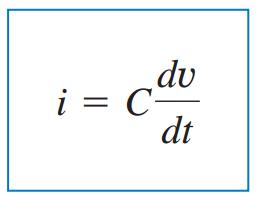 i = C dv/dt